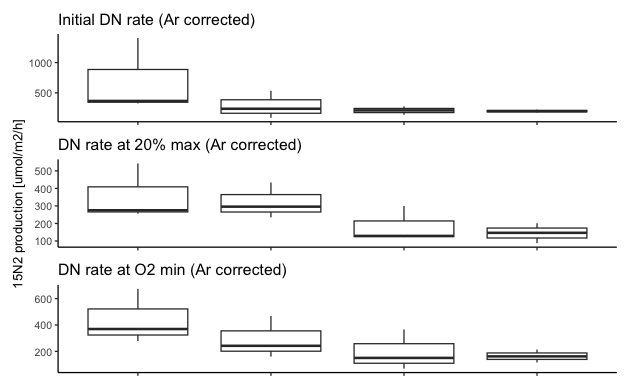 Initial DN rate (Ar corrected)
1000
500
DN rate at 20% max (Ar corrected)
500
400
300
200
100
15N2 production [umol/m2/h]
DN rate at O2 min (Ar corrected)
600
400
200